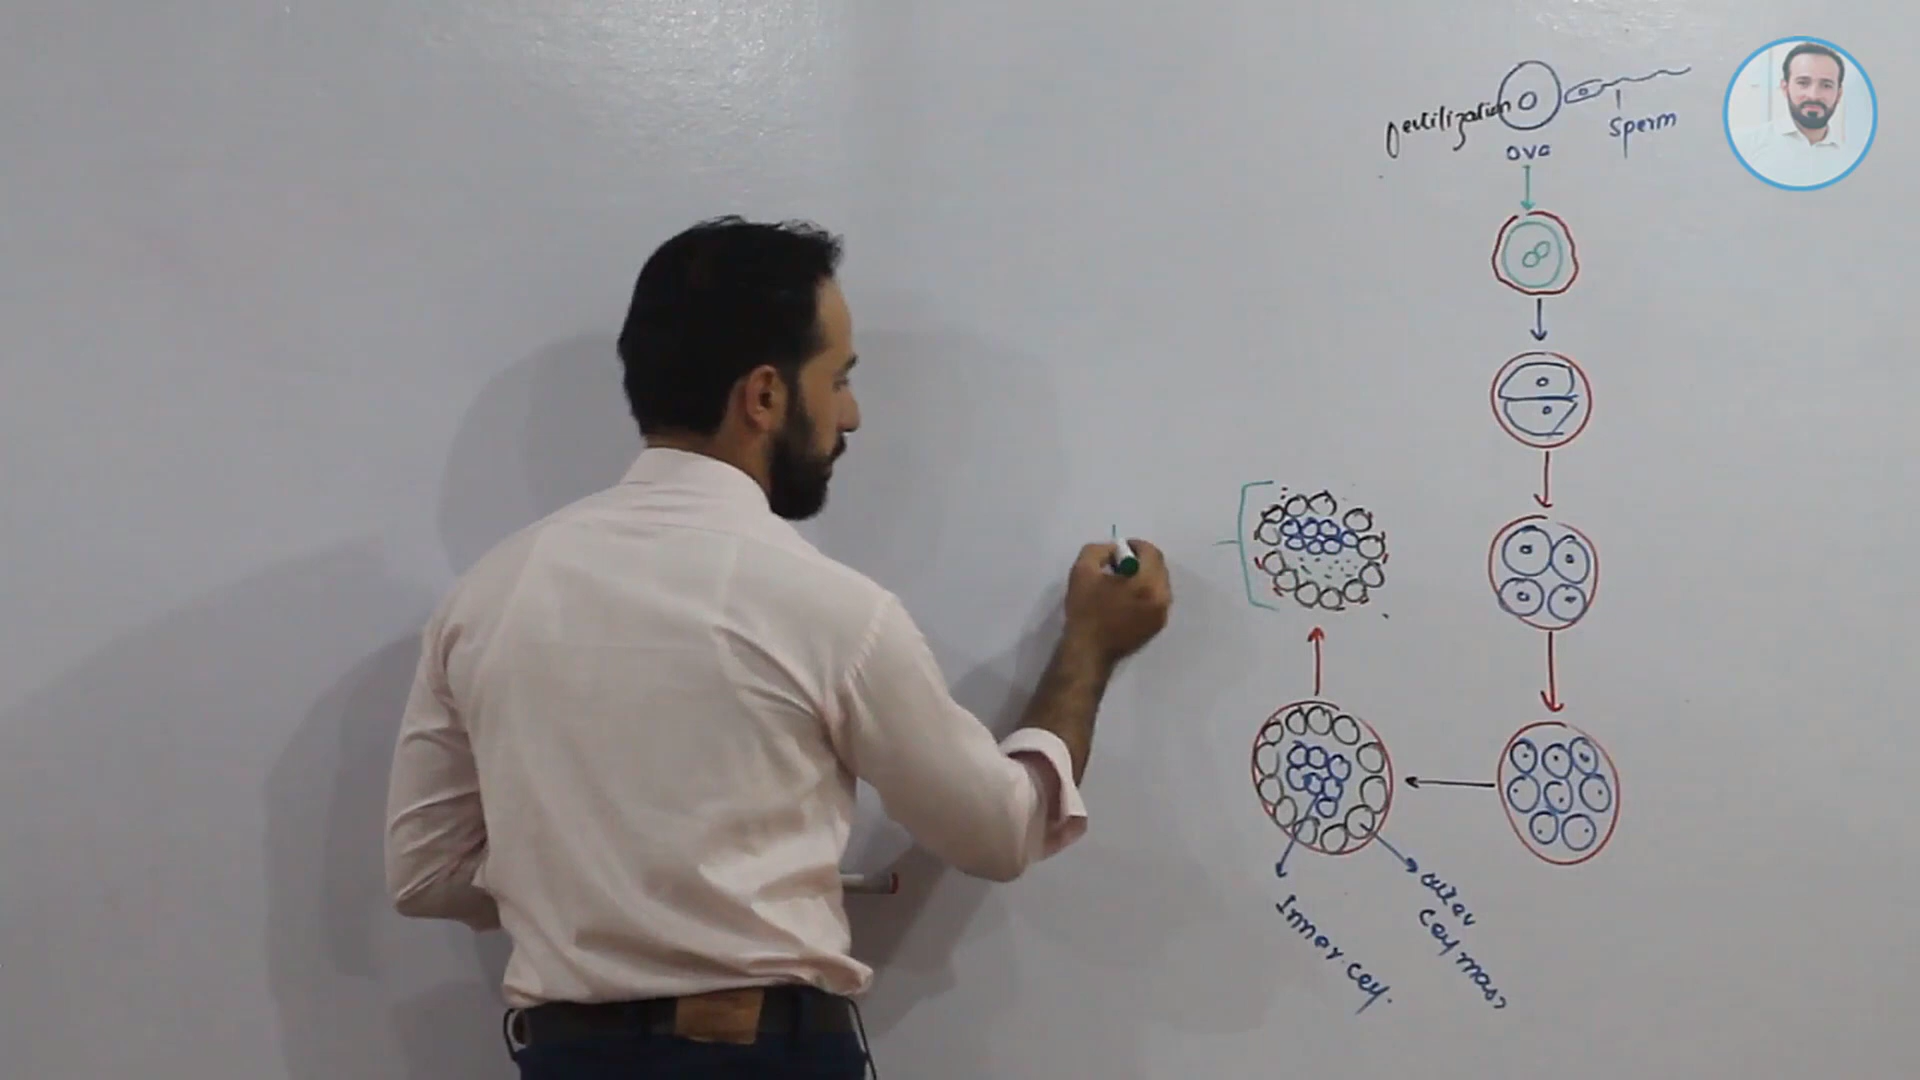 fertilization
ova
sperm
outer
cell mass
Inner cell.